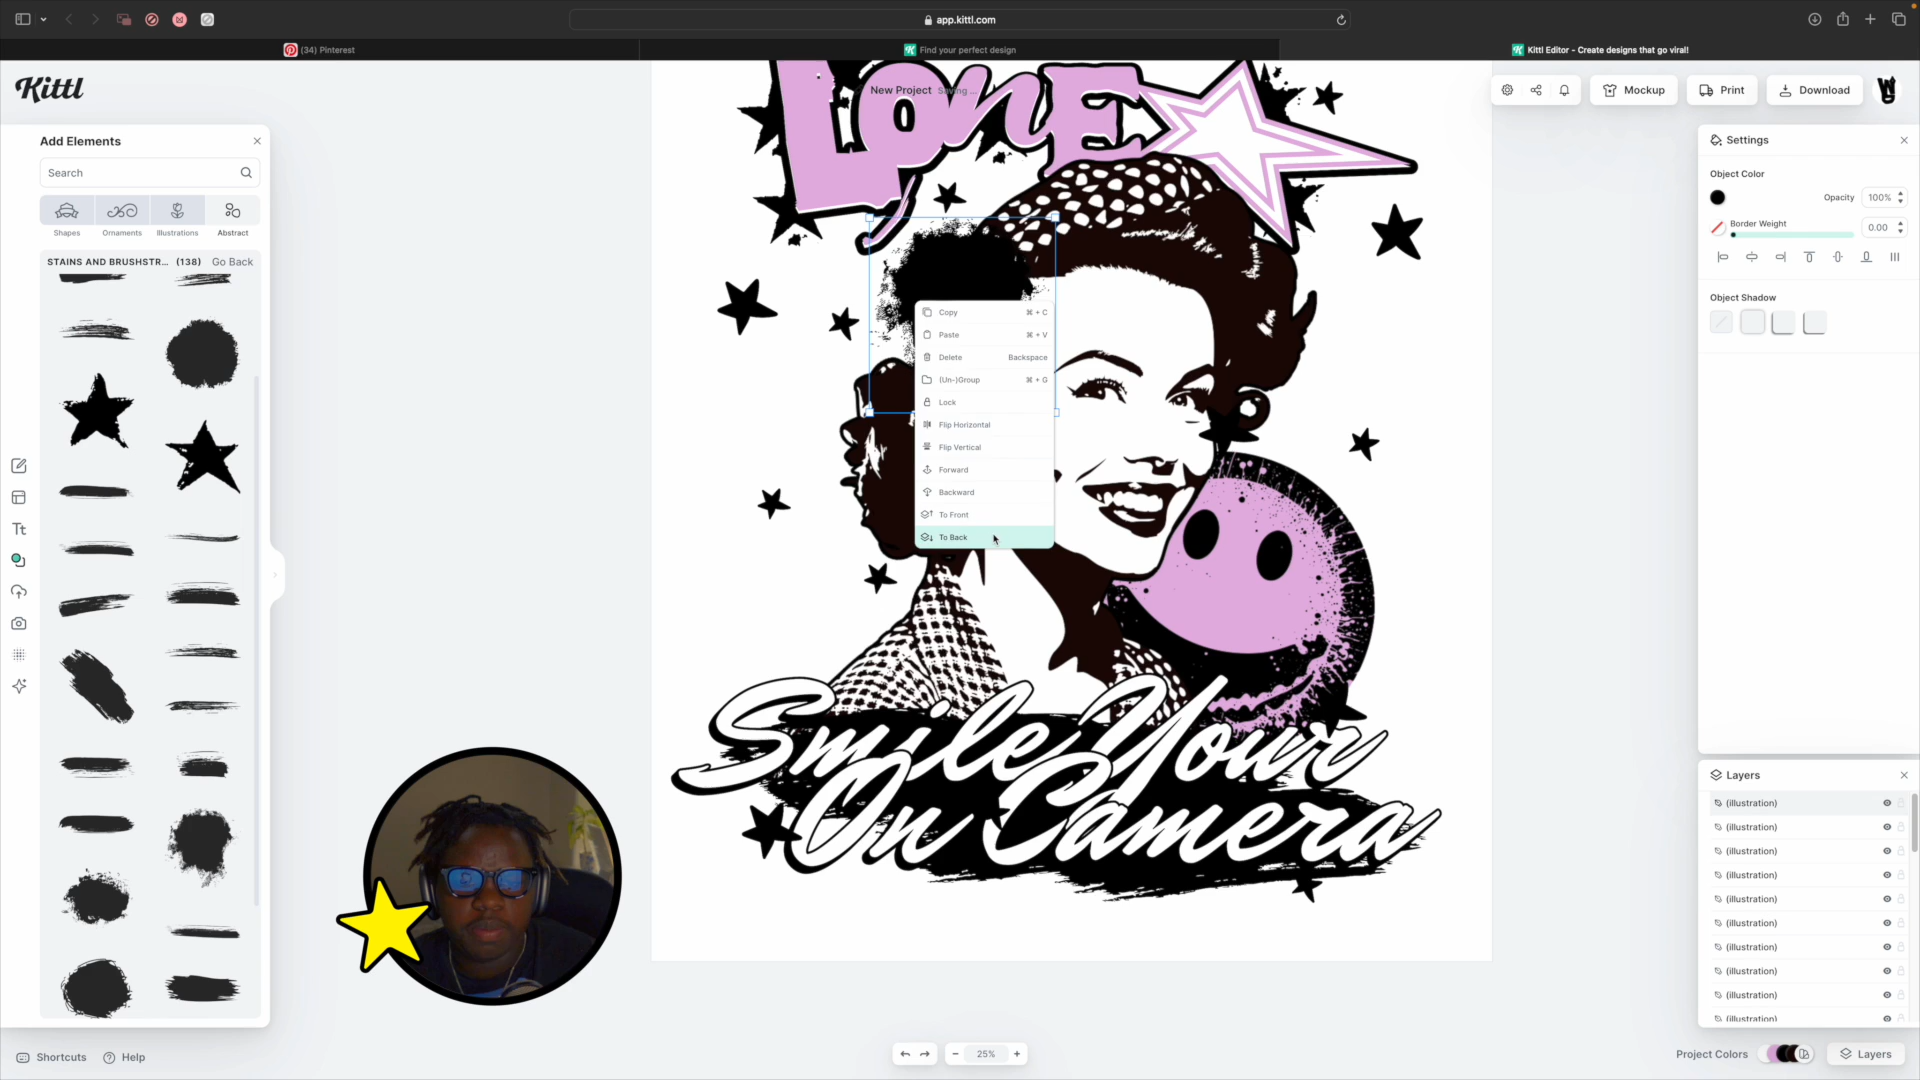 app.kittl.com
(34) Pinterest
Find your perfect design
Kittl Editor - Create designs that go viral!
Kittl
New Project Saving ...
Mockup
Print
Download
Add Elements
Search
Shapes
Ornaments
Illustrations
Abstract
STAINS AND BRUSHSTR... (138) Go Back
Tt
Love
Copy ⌘ + C
Paste ⌘ + V
Delete Backspace
(Un-)Group ⌘ + G
Lock
Flip Horizontal
Flip Vertical
Forward
Backward
To Front
To Back
Smile Your
On Camera
Settings
Object Color
Opacity 100%
Border Weight 0.00
Object Shadow
Layers
(illustration)
(illustration)
(illustration)
(illustration)
(illustration)
(illustration)
(illustration)
(illustration)
(illustration)
(illustration)
Shortcuts
Help
25%
Project Colors
Layers